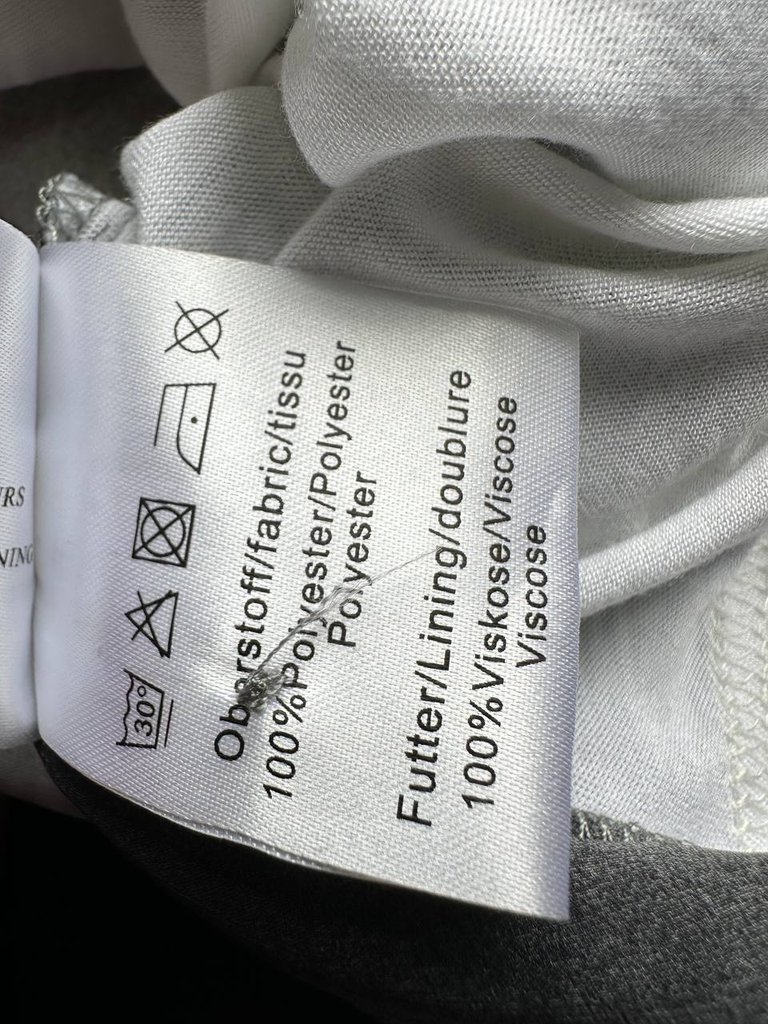 30°
Oberstoff/fabric/tissu
100%Polyester/Polyester
Polyester
Futter/Lining/doublure
100%Viskose/Viscose
Viscose